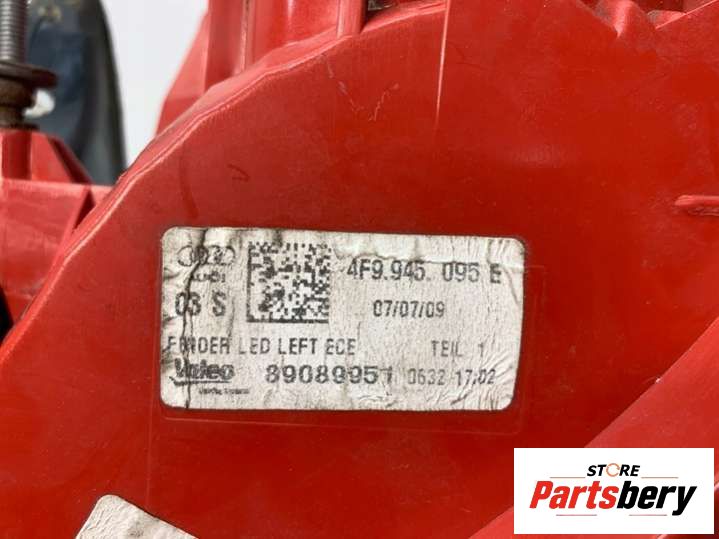 4F9.945. 095 E
Audi
03 S
07/07/09
FENDER LED LEFT ECE TEIL 1
Valeo 89089951 0632 17:02
STORE
Partsbery